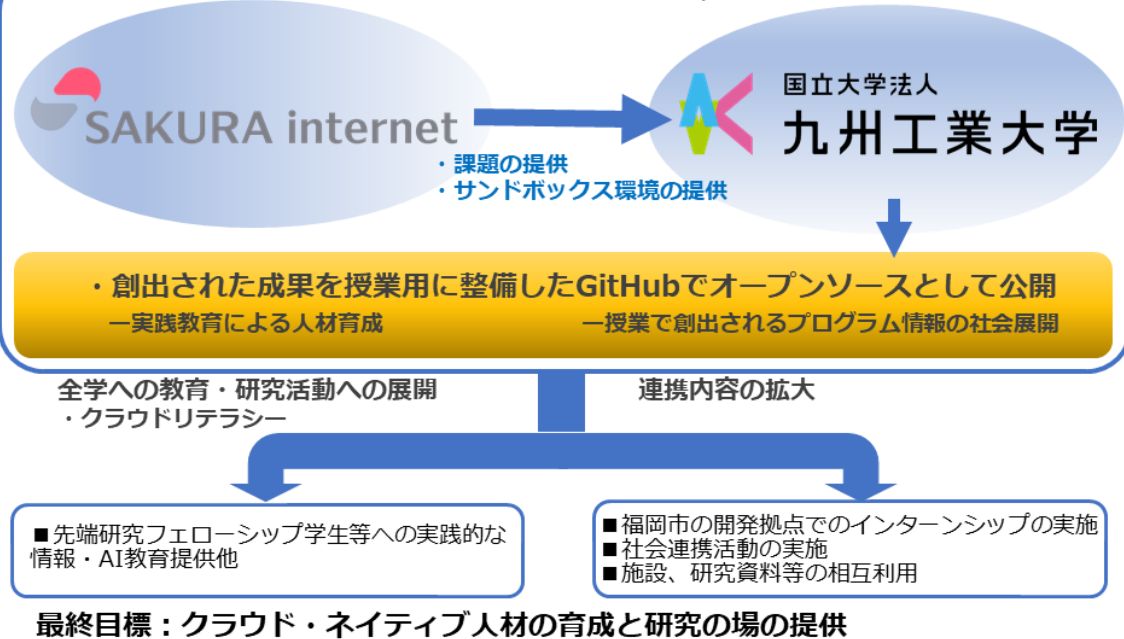 SAKURA internet
国立大学法人
九州工業大学
・課題の提供
・サンドボックス環境の提供
・創出された成果を授業用に整備したGitHubでオープンソースとして公開
ー実践教育による人材育成
ー授業で創出されるプログラム情報の社会展開
全学への教育・研究活動への展開
・クラウドリテラシー
連携内容の拡大
■先端研究フェローシップ学生等への実践的な
情報・AI教育提供他
■福岡市の開発拠点でのインターンシップの実施
■社会連携活動の実施
■施設、研究資料等の相互利用
最終目標：クラウド・ネイティブ人材の育成と研究の場の提供